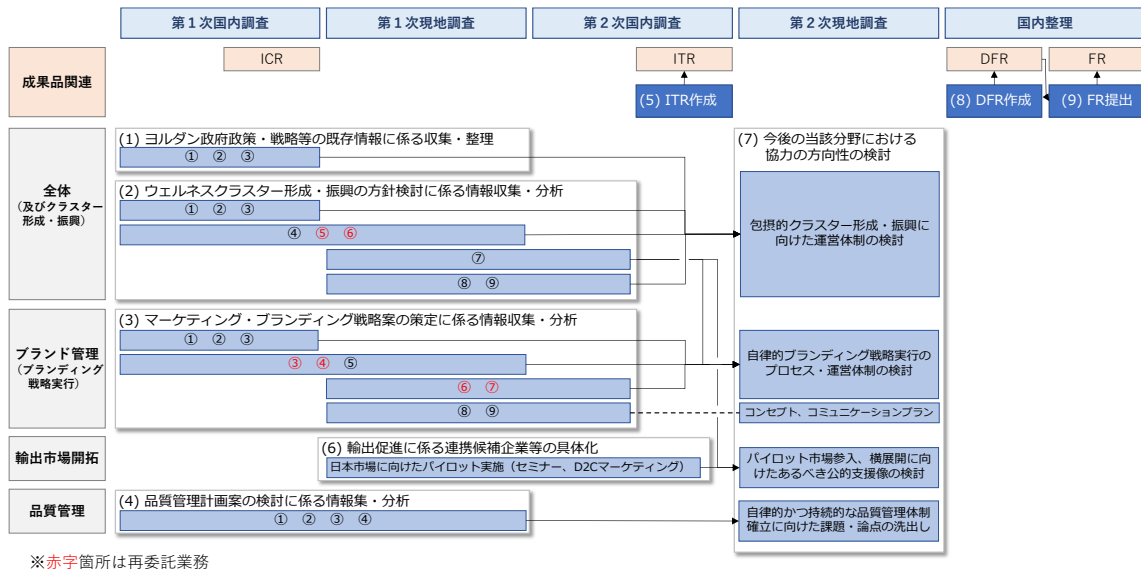 第１次国内調査
第１次現地調査
第２次国内調査
第２次現地調査
国内整理
成果品関連
ICR
ITR
DFR
FR
(5) ITR作成
(8) DFR作成
(9) FR提出
全体
（及びクラスター
形成・振興）
(1) ヨルダン政府政策・戦略等の既存情報に係る収集・整理
① ② ③
(2) ウェルネスクラスター形成・振興の方針検討に係る情報収集・分析
① ② ③
④ ⑤ ⑥
⑦
⑧ ⑨
(7) 今後の当該分野における
協力の方向性の検討
包摂的クラスター形成・振興に
向けた運営体制の検討
ブランド管理
（ブランディング
戦略実行）
(3) マーケティング・ブランディング戦略案の策定に係る情報収集・分析
① ② ③
③ ④ ⑤
⑥ ⑦
⑧ ⑨
自律的ブランディング戦略実行の
プロセス・運営体制の検討
コンセプト、コミュニケーションプラン
輸出市場開拓
(6) 輸出促進に係る連携候補企業等の具体化
日本市場に向けたパイロット実施（セミナー、D2Cマーケティング）
パイロット市場参入、横展開に向
けたあるべき公的支援像の検討
品質管理
(4) 品質管理計画案の検討に係る情報集・分析
① ② ③ ④
自律的かつ持続的な品質管理体制
確立に向けた課題・論点の洗出し
※赤字箇所は再委託業務